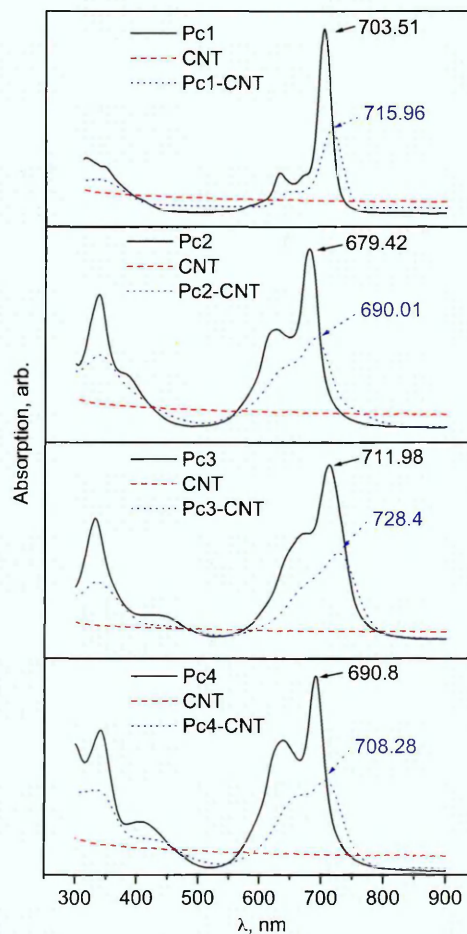 Pc1
CNT
Pc1-CNT
703.51
715.96
Pc2
CNT
Pc2-CNT
679.42
690.01
Absorption, arb.
Pc3
CNT
Pc3-CNT
711.98
728.4
Pc4
CNT
Pc4-CNT
690.8
708.28
300 400 500 600 700 800 900
λ, nm